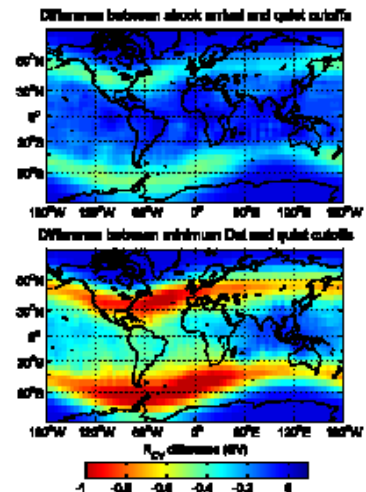 Difference between shock arrival and quiet cutoffs
60°N
30°N
0°
30°S
60°S
180°W 120°W 60°W 0° 60°E 120°E 180°W
Difference between minimum Dst and quiet cutoffs
60°N
30°N
0°
30°S
60°S
180°W 120°W 60°W 0° 60°E 120°E 180°W
R_CV difference (GV)
-1 -0.8 -0.6 -0.4 -0.2 0